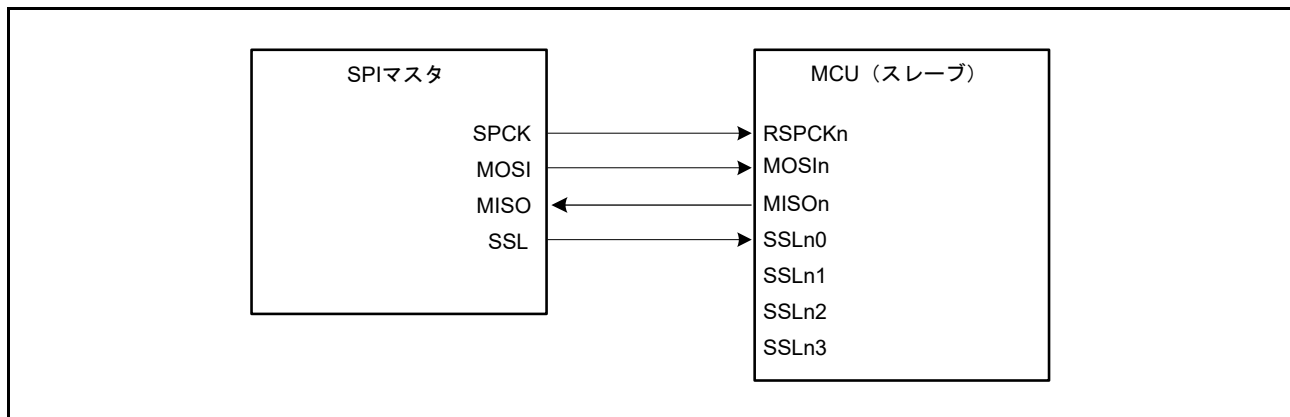 SPIマスタ
SPCK
MOSI
MISO
SSL
MCU（スレーブ）
RSPCKn
MOSIn
MISOn
SSLn0
SSLn1
SSLn2
SSLn3